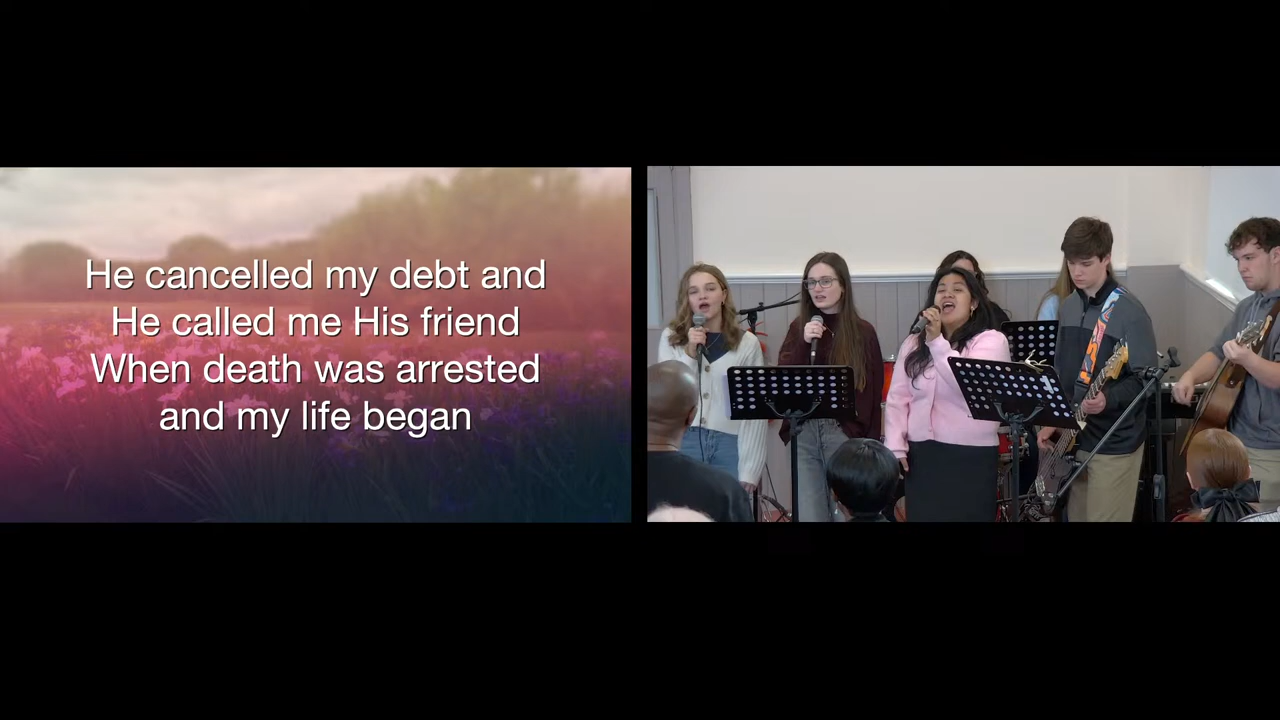 He cancelled my debt and
He called me His friend
When death was arrested
and my life began